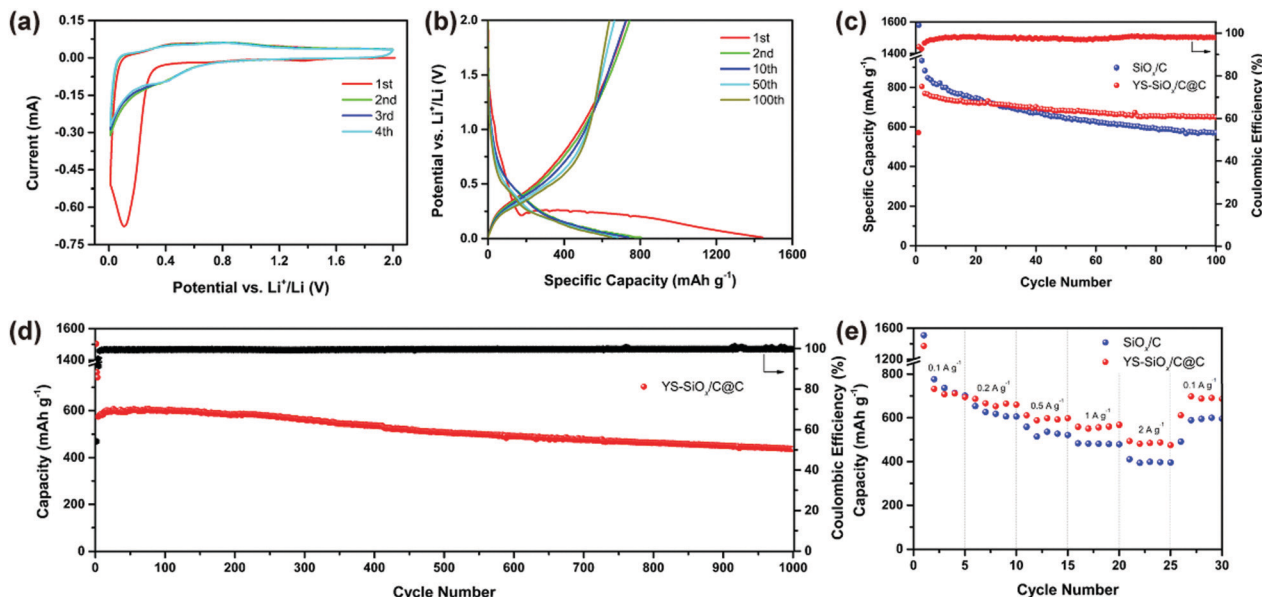 (a)
0.15
0.00
-0.15
-0.30
-0.45
-0.60
-0.75
Current (mA)
1st
2nd
3rd
4th
0.0
0.4
0.8
1.2
1.6
2.0
Potential vs. Li⁺/Li (V)
(b)
2.0
1.5
1.0
0.5
0.0
Potential vs. Li⁺/Li (V)
1st
2nd
10th
50th
100th
0
400
800
1200
1600
Specific Capacity (mAh g⁻¹)
(c)
1600
1400
800
600
400
200
0
Specific Capacity (mAh g⁻¹)
SiOₓ/C
YS-SiOₓ/C@C
100
80
60
40
20
0
Coulombic Efficiency (%)
0
20
40
60
80
100
Cycle Number
(d)
1600
1400
800
600
400
200
0
Capacity (mAh g⁻¹)
YS-SiOₓ/C@C
100
80
60
40
20
0
Coulombic Efficiency (%)
0
100
200
300
400
500
600
700
800
900
1000
Cycle Number
(e)
1600
1200
800
600
400
200
0
Capacity (mAh g⁻¹)
SiOₓ/C
YS-SiOₓ/C@C
0.1 A g⁻¹
0.2 A g⁻¹
0.5 A g⁻¹
1 A g⁻¹
2 A g⁻¹
0.1 A g⁻¹
0
5
10
15
20
25
30
Cycle Number